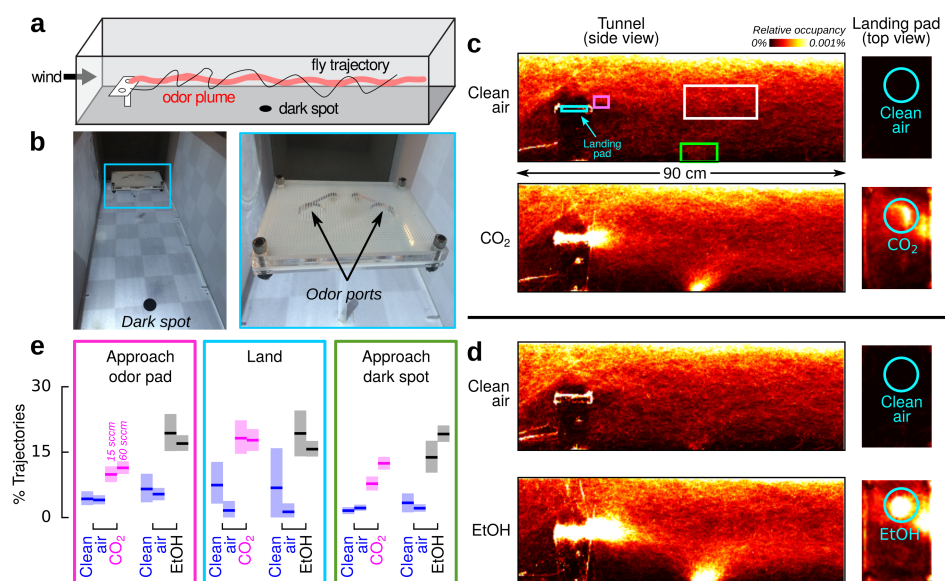 a
wind
fly trajectory
odor plume
dark spot
b
Dark spot
Odor ports
c
Tunnel
(side view)
Relative occupancy
0%
0.001%
Landing pad
(top view)
Clean
air
Landing
pad
Clean
air
90 cm
CO₂
CO₂
d
Clean
air
Clean
air
EtOH
EtOH
e
Approach
odor pad
Land
Approach
dark spot
% Trajectories
30
15
0
15 sccm
60 sccm
Clean
air
CO₂
Clean
air
EtOH
Clean
air
CO₂
Clean
air
EtOH
Clean
air
CO₂
Clean
air
EtOH